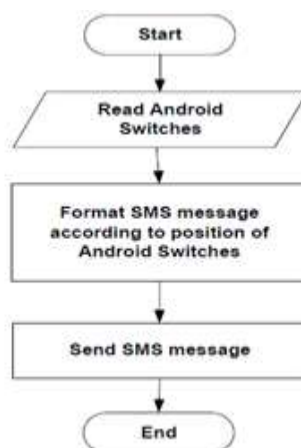 Start
Read Android
Switches
Format SMS message
according to position of
Android Switches
Send SMS message
End